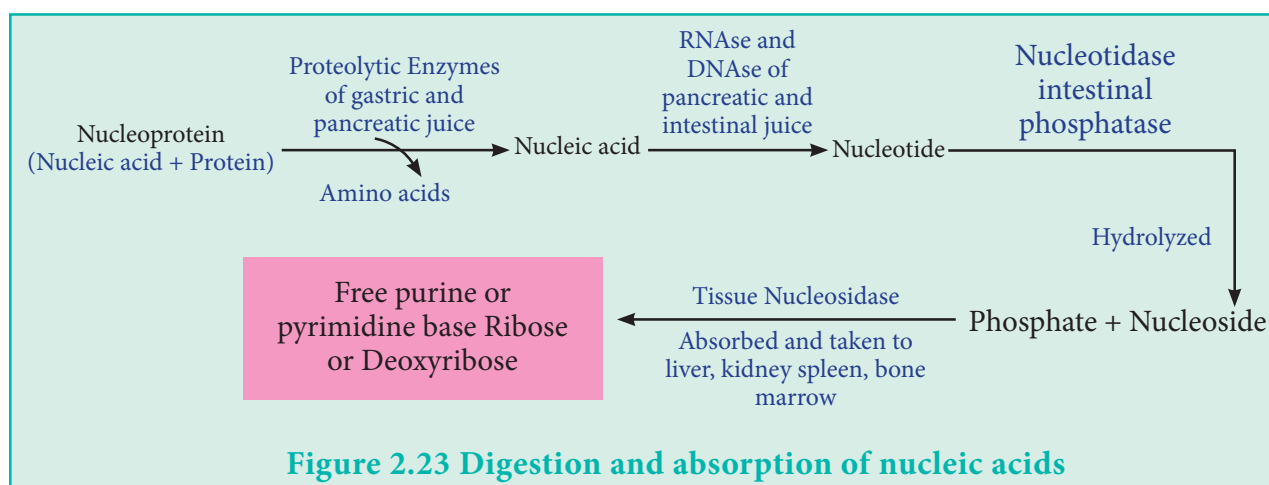 Nucleoprotein
(Nucleic acid + Protein)
Proteolytic Enzymes
of gastric and
pancreatic juice
Amino acids
Nucleic acid
RNAse and
DNAse of
pancreatic and
intestinal juice
Nucleotide
Nucleotidase
intestinal
phosphatase
Hydrolyzed
Phosphate + Nucleoside
Tissue Nucleosidase
Absorbed and taken to
liver, kidney spleen, bone
marrow
Free purine or
pyrimidine base Ribose
or Deoxyribose
Figure 2.23 Digestion and absorption of nucleic acids